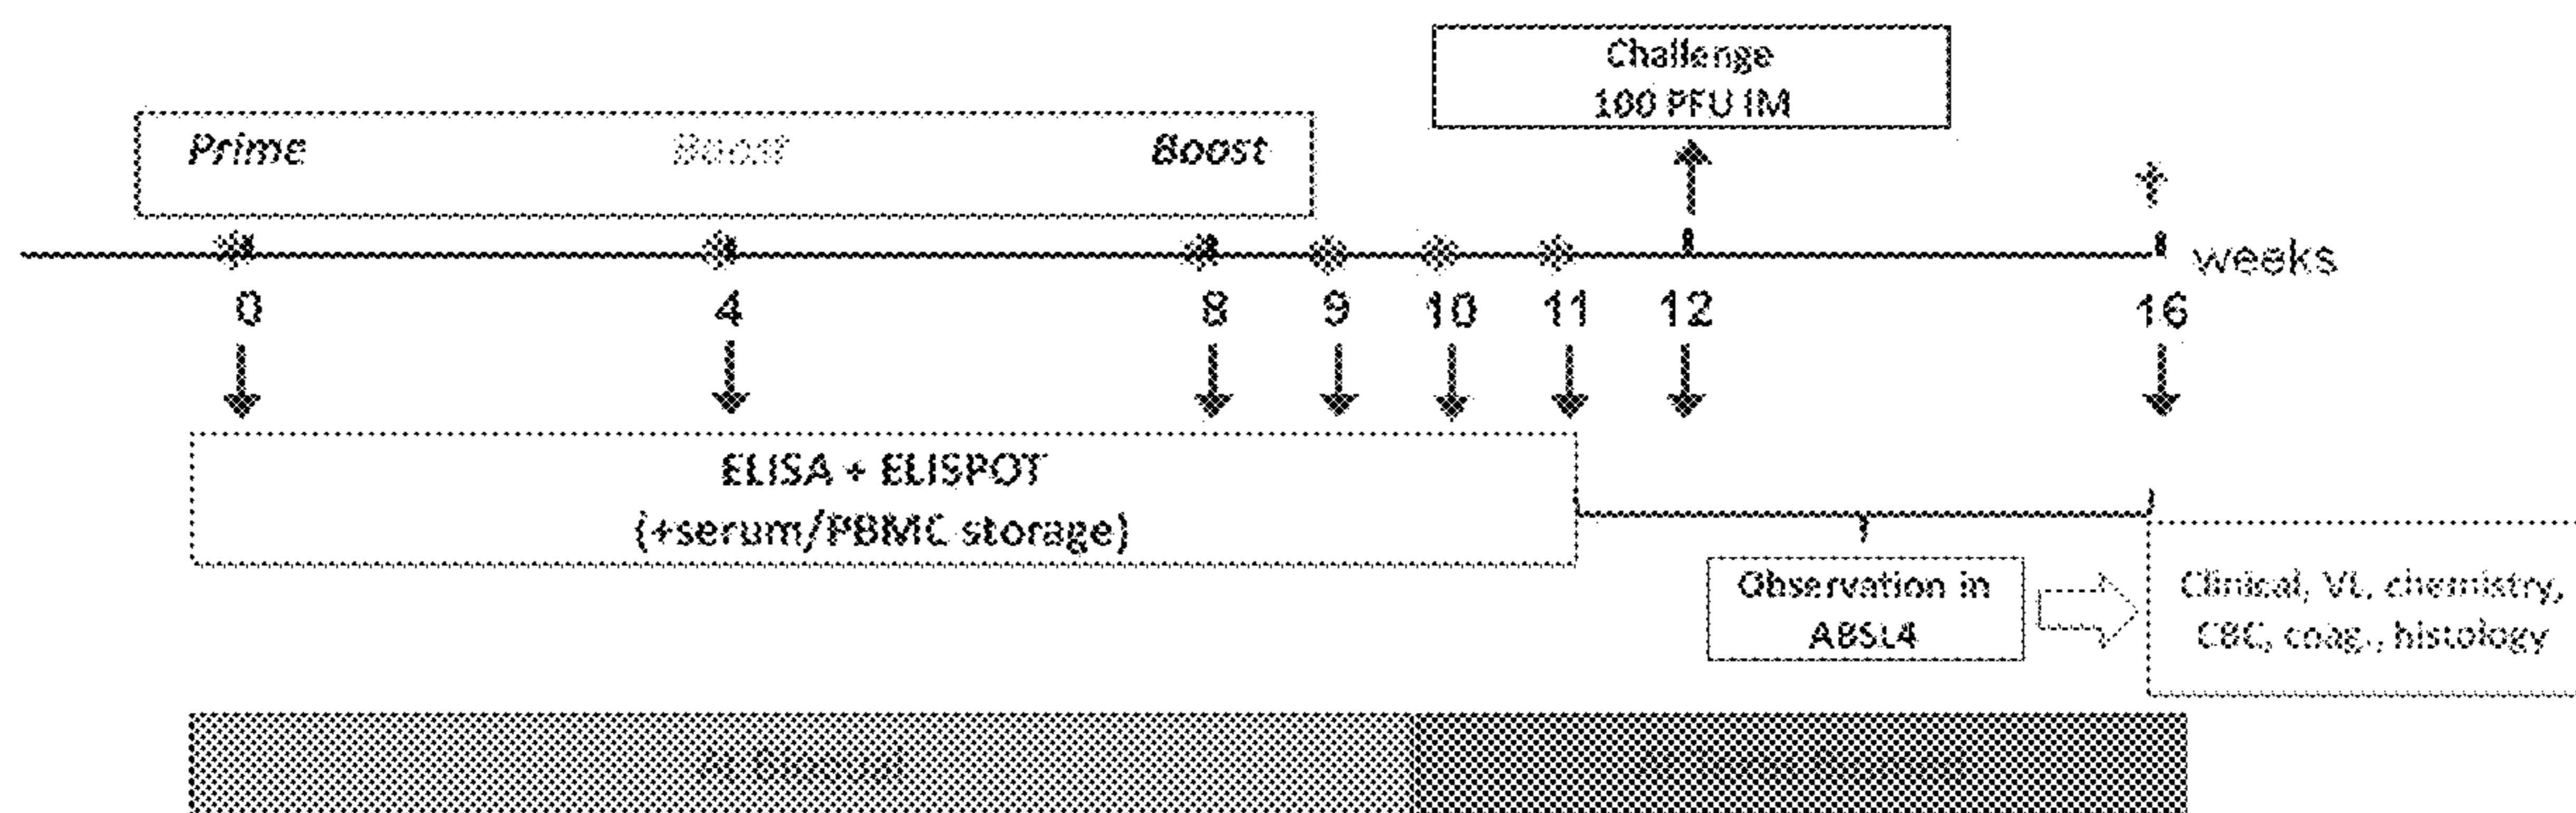 Challenge
100 PFU IM
Prime Boost Boost
weeks
0 4 8 9 10 11 12 16
ELISA + ELISPOT
(+serum/PBMC storage)
Observation in
ABSL4
Clinical, VL, chemistry,
CBC, coag., histology